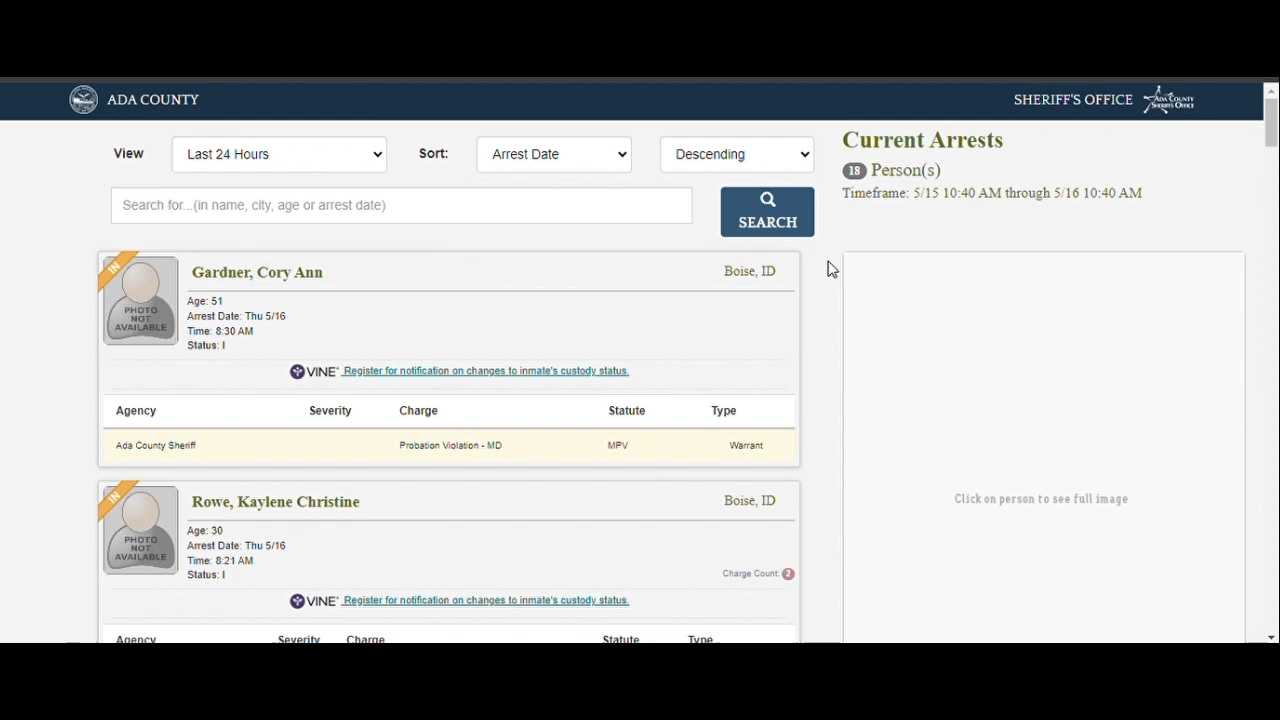 ADA COUNTY
SHERIFF'S OFFICE
ADA COUNTY
SHERIFF'S OFFICE
View
Last 24 Hours
Sort:
Arrest Date
Descending
Current Arrests
18 Person(s)
Timeframe: 5/15 10:40 AM through 5/16 10:40 AM
Search for...(in name, city, age or arrest date)
SEARCH
IN
PHOTO
NOT
AVAILABLE
Gardner, Cory Ann
Boise, ID
Age: 51
Arrest Date: Thu 5/16
Time: 8:30 AM
Status: I
VINE Register for notification on changes to inmate's custody status.
Agency Severity Charge Statute Type
Ada County Sheriff Probation Violation - MD MPV Warrant
Click on person to see full image
IN
PHOTO
NOT
AVAILABLE
Rowe, Kaylene Christine
Boise, ID
Age: 30
Arrest Date: Thu 5/16
Time: 8:21 AM
Status: I
Charge Count: 2
VINE Register for notification on changes to inmate's custody status.
Agency Severity Charge Statute Type